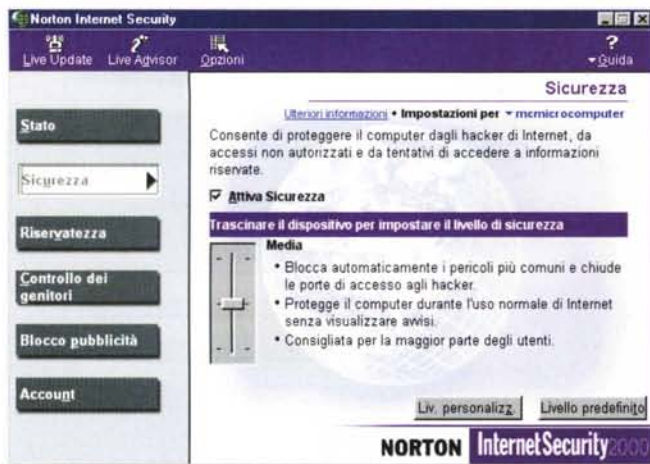 Norton Internet Security
Live Update Live Advisor Opzioni Guida
Sicurezza
Ulteriori informazioni • Impostazioni per mcmicrocomputer
Consente di proteggere il computer dagli hacker di Internet, da
accessi non autorizzati e da tentativi di accedere a informazioni
riservate.
Attiva Sicurezza
Trascinare il dispositivo per impostare il livello di sicurezza
Media
• Blocca automaticamente i pericoli più comuni e chiude
le porte di accesso agli hacker.
• Protegge il computer durante l'uso normale di Internet
senza visualizzare avvisi.
• Consigliata per la maggior parte degli utenti.
Liv. personalizz. Livello predefinito
Stato
Sicurezza
Riservatezza
Controllo dei
genitori
Blocco pubblicità
Account
NORTON Internet Security 2000